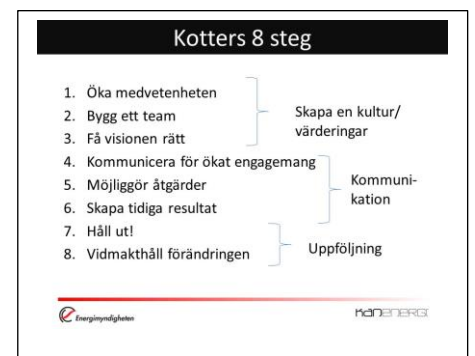 Kotters 8 steg
1. Öka medvetenheten
2. Bygg ett team
3. Få visionen rätt
4. Kommunicera för ökat engagemang
5. Möjliggör åtgärder
6. Skapa tidiga resultat
7. Håll ut!
8. Vidmakthåll förändringen
Skapa en kultur/
värderingar
Kommuni-
kation
Uppföljning
Energimyndigheten
KanEnergi